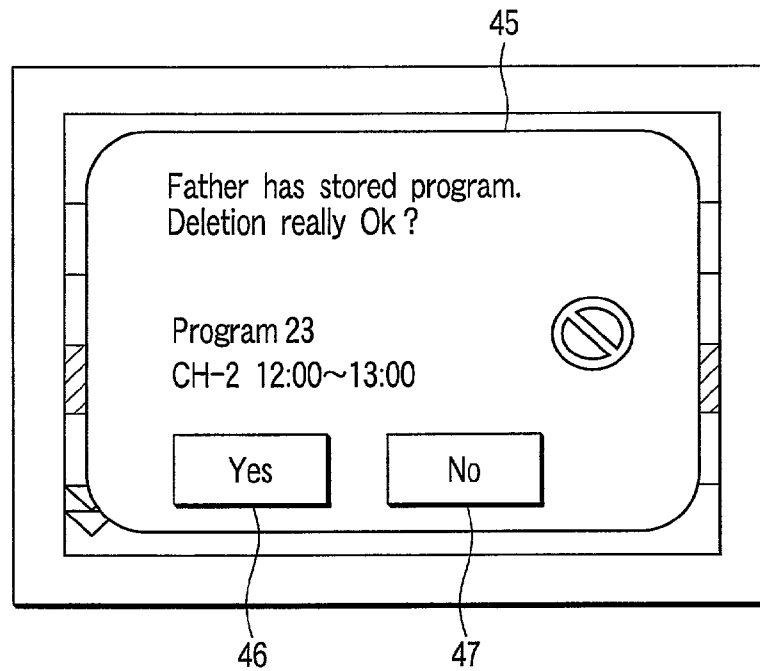 45
Father has stored program.
Deletion really Ok?
Program 23
CH-2 12:00~13:00
Yes No
46 47